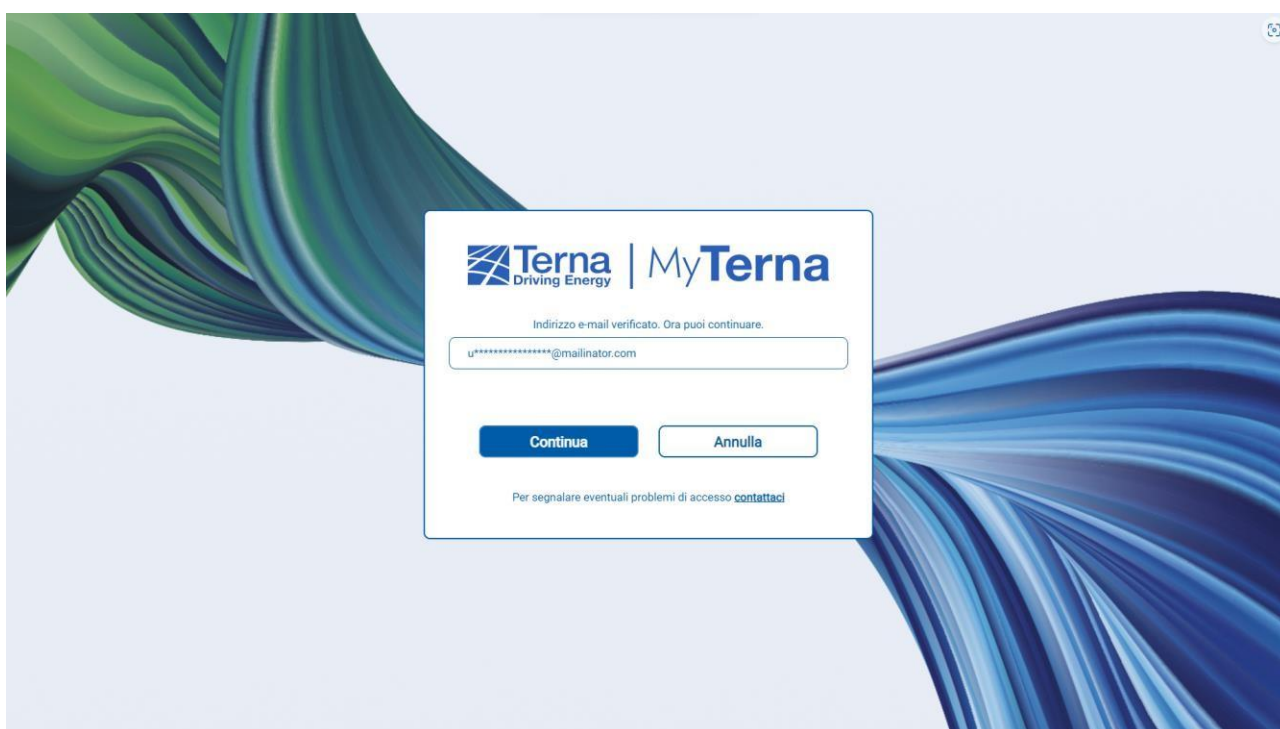 Terna
Driving Energy
MyTerna
Indirizzo e-mail verificato. Ora puoi continuare.
u****************@mailinator.com
Continua
Annulla
Per segnalare eventuali problemi di accesso contattaci